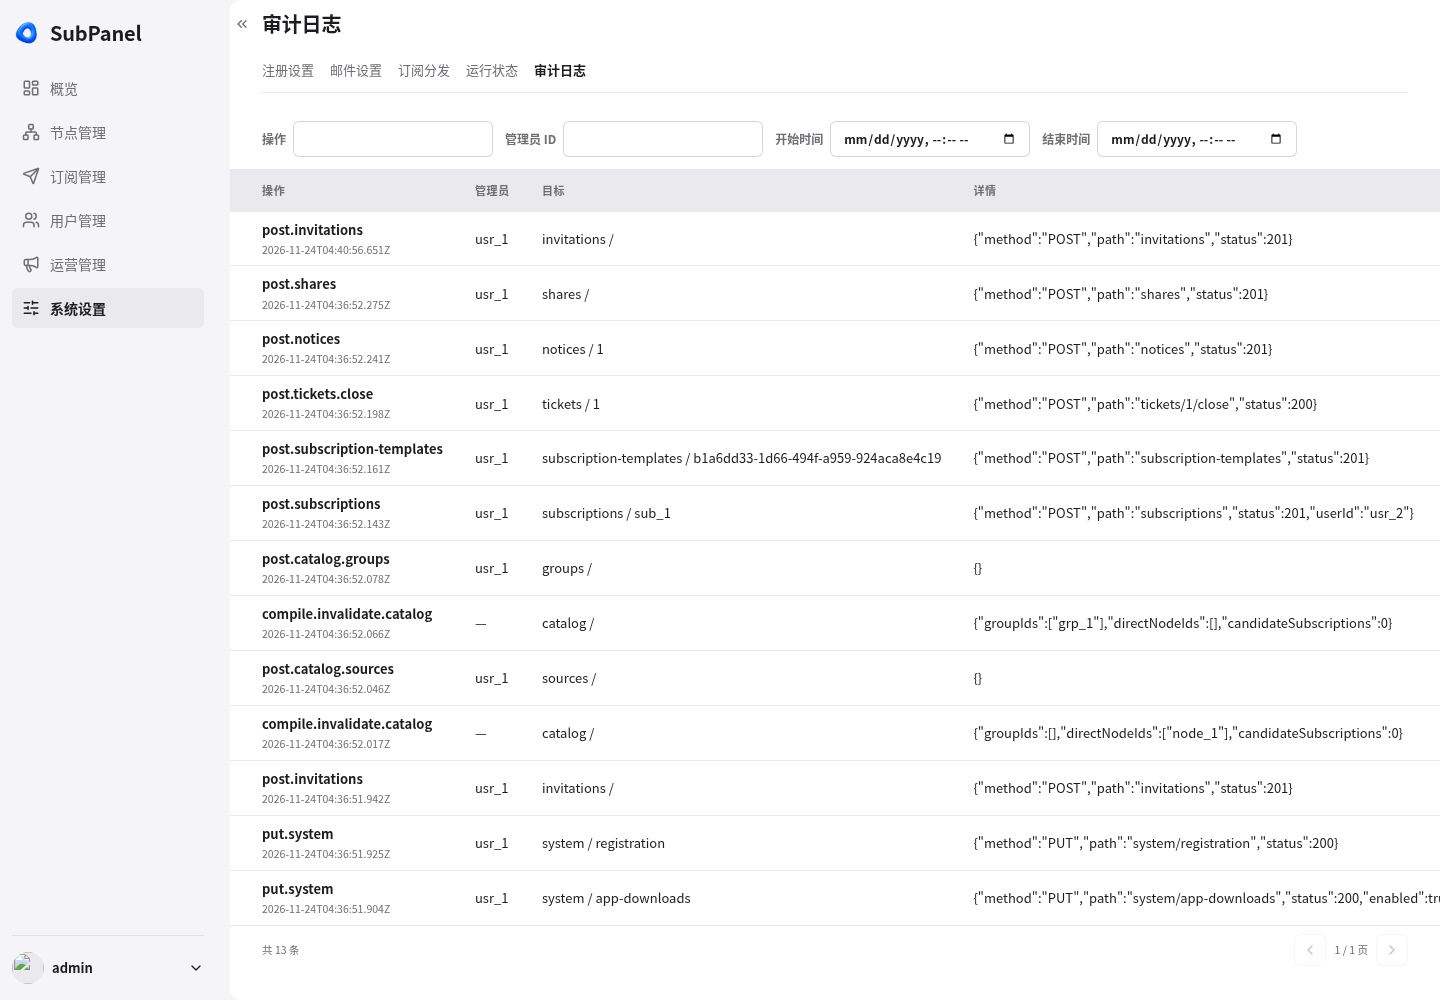 SubPanel
概览
节点管理
订阅管理
用户管理
运营管理
系统设置
admin
审计日志
注册设置 邮件设置 订阅分发 运行状态 审计日志
操作 管理员 ID 开始时间 mm/dd/yyyy, --:-- -- 结束时间 mm/dd/yyyy, --:-- --
操作 管理员 目标 详情
post.invitations
2026-11-24T04:40:56.651Z
usr_1 invitations / {"method":"POST","path":"invitations","status":201}
post.shares
2026-11-24T04:36:52.275Z
usr_1 shares / {"method":"POST","path":"shares","status":201}
post.notices
2026-11-24T04:36:52.241Z
usr_1 notices / 1 {"method":"POST","path":"notices","status":201}
post.tickets.close
2026-11-24T04:36:52.198Z
usr_1 tickets / 1 {"method":"POST","path":"tickets/1/close","status":200}
post.subscription-templates
2026-11-24T04:36:52.161Z
usr_1 subscription-templates / b1a6dd33-1d66-494f-a959-924aca8e4c19 {"method":"POST","path":"subscription-templates","status":201}
post.subscriptions
2026-11-24T04:36:52.143Z
usr_1 subscriptions / sub_1 {"method":"POST","path":"subscriptions","status":201,"userId":"usr_2"}
post.catalog.groups
2026-11-24T04:36:52.078Z
usr_1 groups / {}
compile.invalidate.catalog
2026-11-24T04:36:52.066Z
— catalog / {"groupIds":["grp_1"],"directNodeIds":[],"candidateSubscriptions":0}
post.catalog.sources
2026-11-24T04:36:52.046Z
usr_1 sources / {}
compile.invalidate.catalog
2026-11-24T04:36:52.017Z
— catalog / {"groupIds":[],"directNodeIds":["node_1"],"candidateSubscriptions":0}
post.invitations
2026-11-24T04:36:51.942Z
usr_1 invitations / {"method":"POST","path":"invitations","status":201}
put.system
2026-11-24T04:36:51.925Z
usr_1 system / registration {"method":"PUT","path":"system/registration","status":200}
put.system
2026-11-24T04:36:51.904Z
usr_1 system / app-downloads {"method":"PUT","path":"system/app-downloads","status":200,"enabled":tru
共 13 条 1 / 1 页